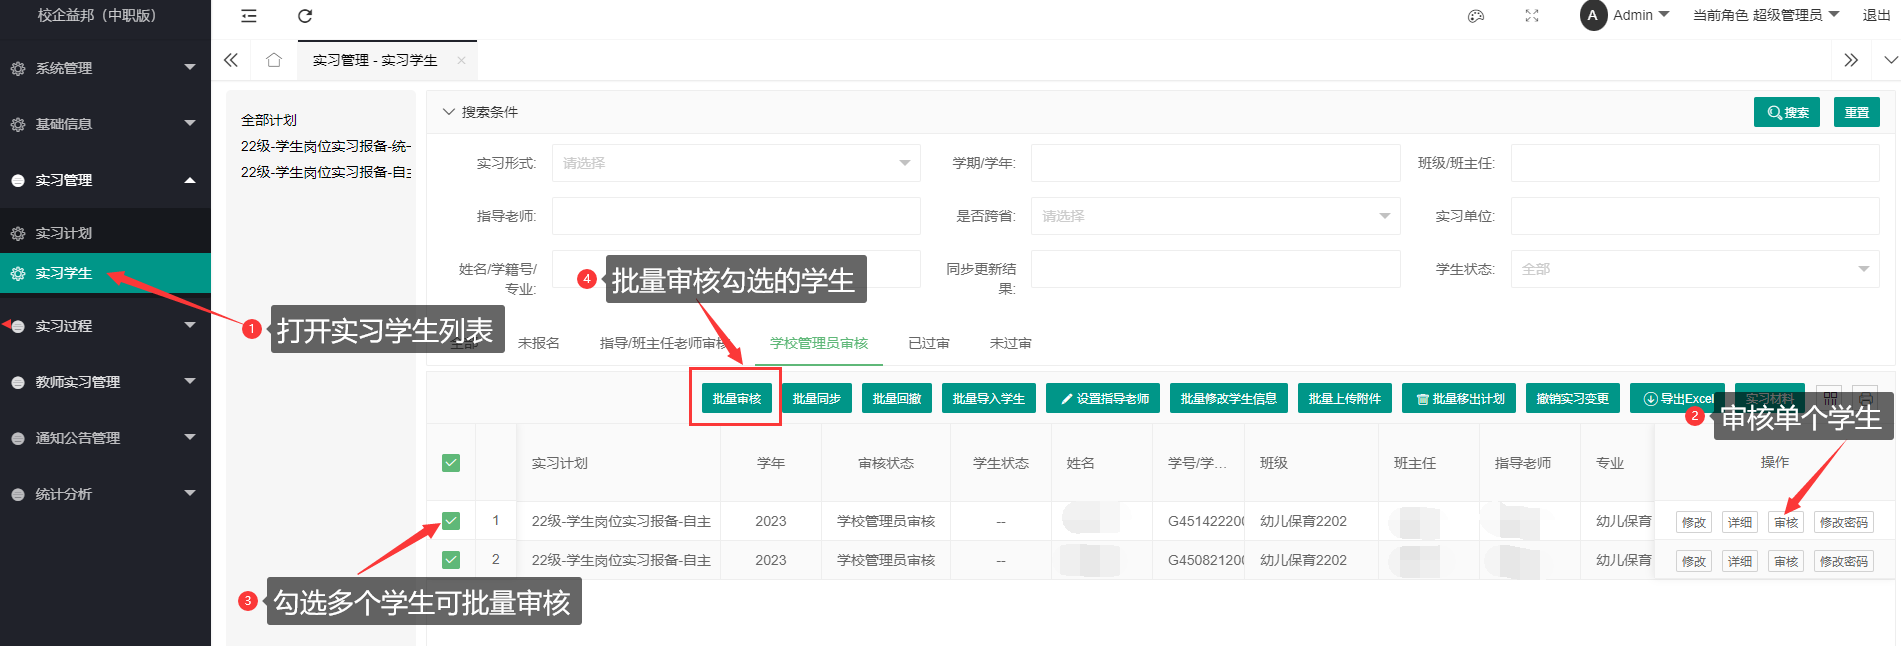 校企益邦（中职版）
A Admin 当前角色 超级管理员 退出
系统管理
基础信息
实习管理
实习计划
实习学生
实习过程
教师实习管理
通知公告管理
统计分析
实习管理 - 实习学生
全部计划
22级-学生岗位实习报备-统一
22级-学生岗位实习报备-自主
搜索条件 搜索 重置
实习形式: 请选择 学期/学年: 班级/班主任:
指导老师: 是否跨省: 请选择 实习单位:
姓名/学籍号/专业: 同步更新结果: 学生状态: 全部
4 批量审核勾选的学生
1 打开实习学生列表
全部 未报名 指导/班主任老师审核 学校管理员审核 已过审 未过审
批量审核 批量同步 批量回撤 批量导入学生 设置指导老师 批量修改学生信息 批量上传附件 批量移出计划 撤销实习变更 导出Excel 实习材料
2 审核单个学生
实习计划 学年 审核状态 学生状态 姓名 学号/学... 班级 班主任 指导老师 专业 操作
1 22级-学生岗位实习报备-自主 2023 学校管理员审核 -- G451422200 幼儿保育2202 幼儿保育 修改 详细 审核 修改密码
2 22级-学生岗位实习报备-自主 2023 学校管理员审核 -- G450821200 幼儿保育2202 幼儿保育 修改 详细 审核 修改密码
3 勾选多个学生可批量审核